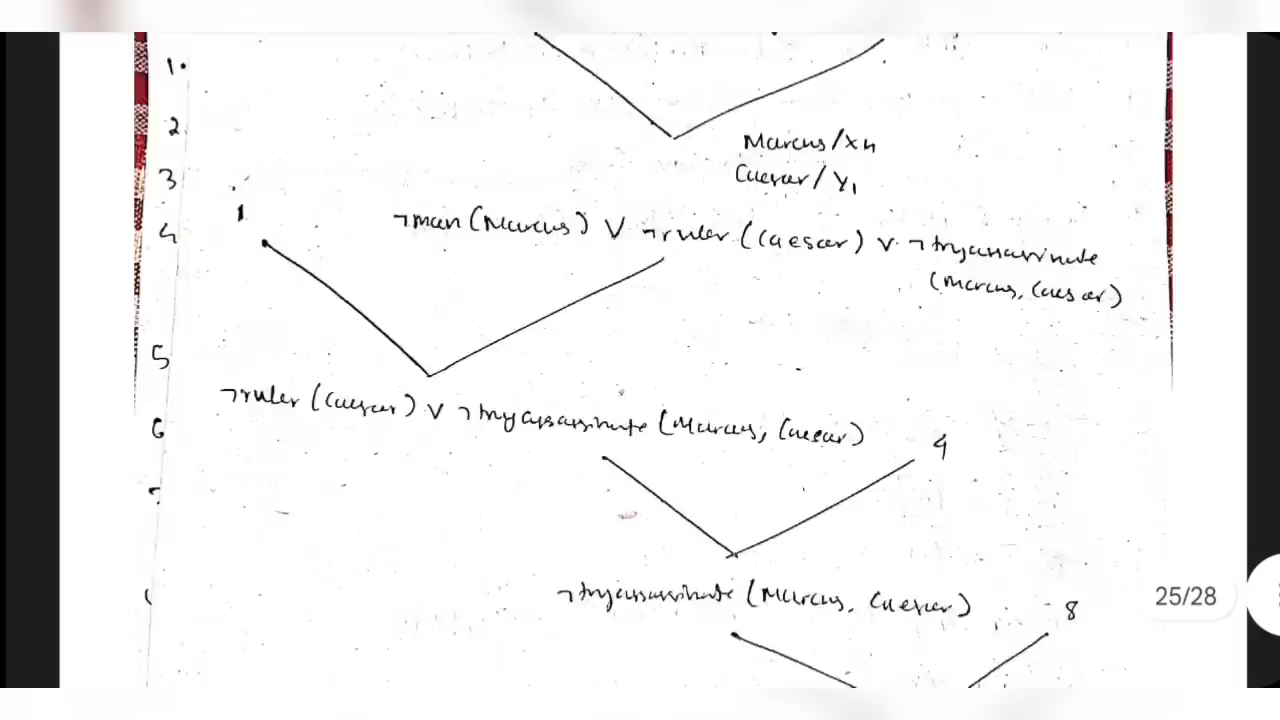 1.
2
Marcus/x4
3
Caesar/y1
1
4
¬man(Marcus) V ¬ruler(Caesar) V ¬tryassassinate
(Marcus, Caesar)
5
¬ruler(Caesar) V ¬tryassassinate(Marcus, Caesar)
6
4
7
¬tryassassinate(Marcus, Caesar)
8
25/28